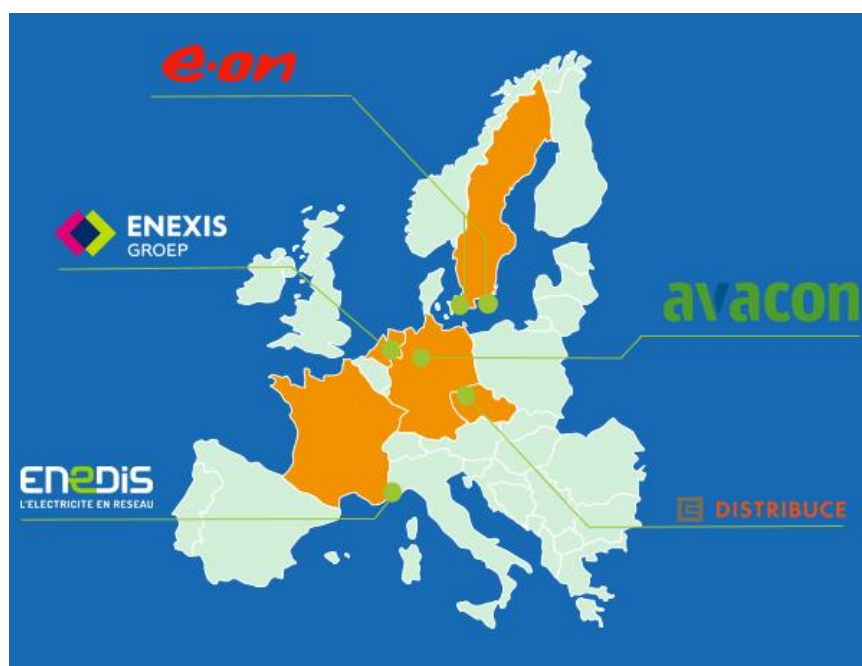 e·on
ENEXIS
GROEP
avacon
ENEDIS
L'ELECTRICITE EN RESEAU
DISTRIBUCE